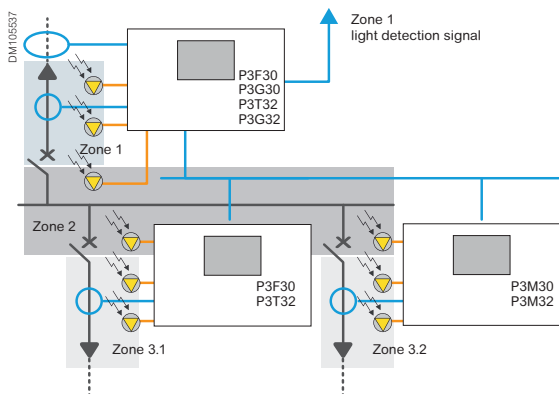 DM105537
Zone 1
light detection signal
P3F30
P3G30
P3T32
P3G32
Zone 1
Zone 2
P3F30
P3T32
P3M30
P3M32
Zone 3.1
Zone 3.2